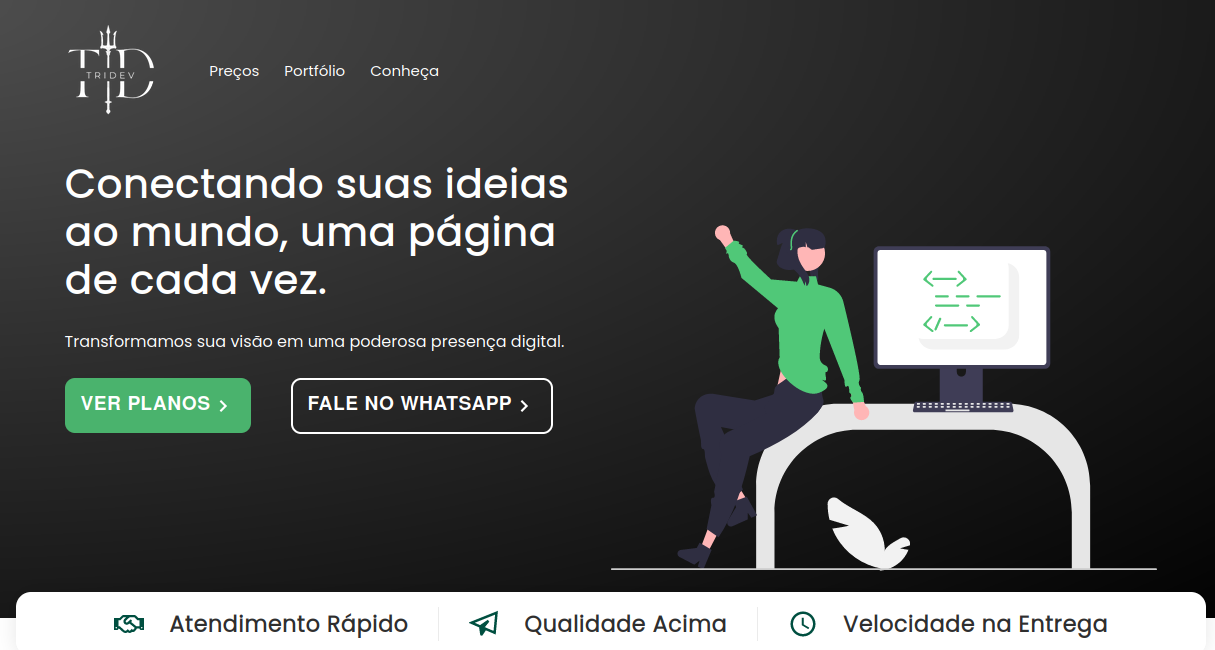 TD
TRIDEV
Preços Portfólio Conheça
Conectando suas ideias
ao mundo, uma página
de cada vez.
Transformamos sua visão em uma poderosa presença digital.
VER PLANOS FALE NO WHATSAPP
Atendimento Rápido Qualidade Acima Velocidade na Entrega